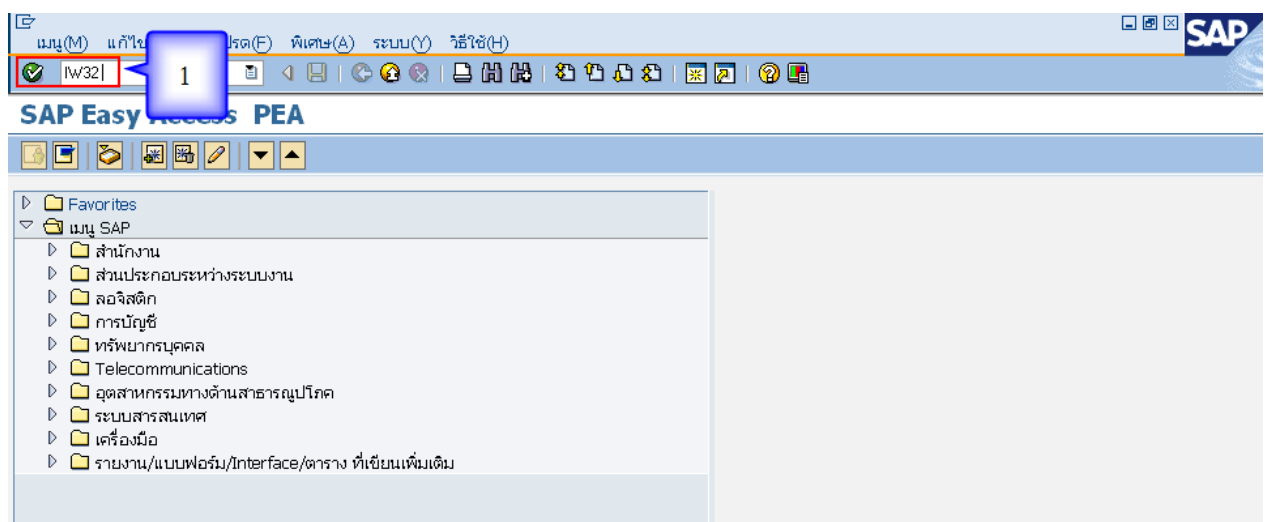 เมนู(M) แก้ไข ปรด(F) พิเศษ(A) ระบบ(Y) วิธีใช้(H)
SAP
IW32
1
SAP Easy Access PEA
Favorites
เมนู SAP
สำนักงาน
ส่วนประกอบระหว่างระบบงาน
ลอจิสติก
การบัญชี
ทรัพยากรบุคคล
Telecommunications
อุตสาหกรรมทางด้านสาธารณูปโภค
ระบบสารสนเทศ
เครื่องมือ
รายงาน/แบบฟอร์ม/Interface/ตาราง ที่เขียนเพิ่มเติม